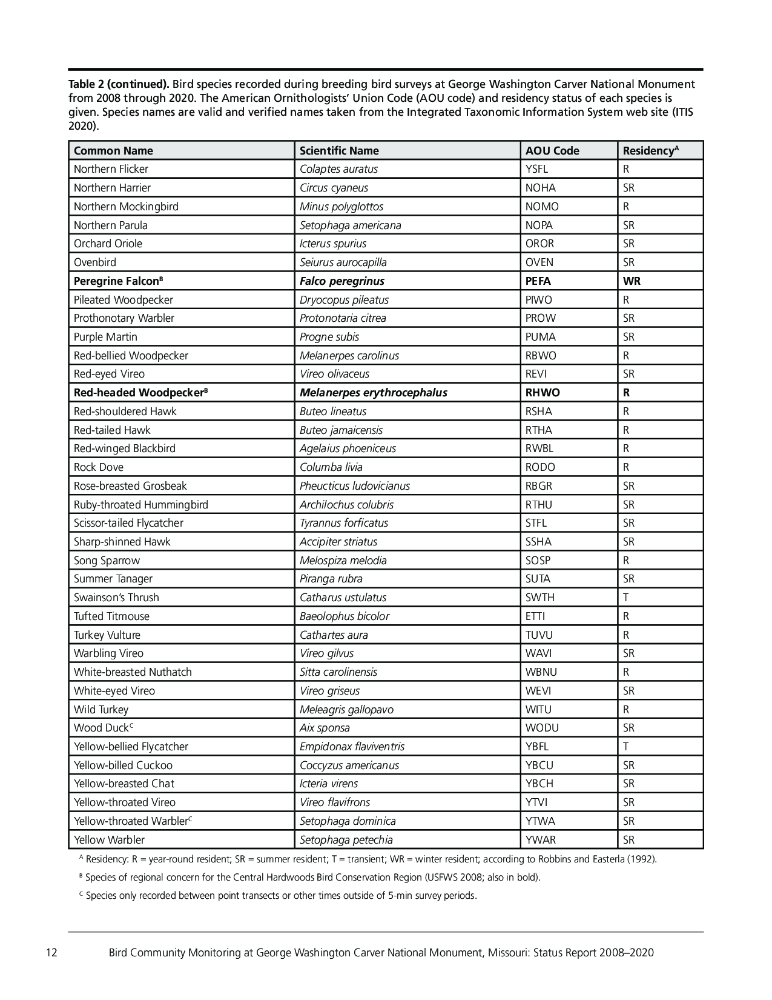 Table 2 (continued). Bird species recorded during breeding bird surveys at George Washington Carver National Monument
from 2008 through 2020. The American Ornithologists’ Union Code (AOU code) and residency status of each species is
given. Species names are valid and verified names taken from the Integrated Taxonomic Information System web site (ITIS
2020).
Common Name Scientific Name AOU Code Residency^A
Northern Flicker Colaptes auratus YSFL R
Northern Harrier Circus cyaneus NOHA SR
Northern Mockingbird Minus polyglottos NOMO R
Northern Parula Setophaga americana NOPA SR
Orchard Oriole Icterus spurius OROR SR
Ovenbird Seiurus aurocapilla OVEN SR
Peregrine Falcon^B Falco peregrinus PEFA WR
Pileated Woodpecker Dryocopus pileatus PIWO R
Prothonotary Warbler Protonotaria citrea PROW SR
Purple Martin Progne subis PUMA SR
Red-bellied Woodpecker Melanerpes carolinus RBWO R
Red-eyed Vireo Vireo olivaceus REVI SR
Red-headed Woodpecker^B Melanerpes erythrocephalus RHWO R
Red-shouldered Hawk Buteo lineatus RSHA R
Red-tailed Hawk Buteo jamaicensis RTHA R
Red-winged Blackbird Agelaius phoeniceus RWBL R
Rock Dove Columba livia RODO R
Rose-breasted Grosbeak Pheucticus ludovicianus RBGR SR
Ruby-throated Hummingbird Archilochus colubris RTHU SR
Scissor-tailed Flycatcher Tyrannus forficatus STFL SR
Sharp-shinned Hawk Accipiter striatus SSHA SR
Song Sparrow Melospiza melodia SOSP R
Summer Tanager Piranga rubra SUTA SR
Swainson’s Thrush Catharus ustulatus SWTH T
Tufted Titmouse Baeolophus bicolor ETTI R
Turkey Vulture Cathartes aura TUVU R
Warbling Vireo Vireo gilvus WAVI SR
White-breasted Nuthatch Sitta carolinensis WBNU R
White-eyed Vireo Vireo griseus WEVI SR
Wild Turkey Meleagris gallopavo WITU R
Wood Duck^C Aix sponsa WODU SR
Yellow-bellied Flycatcher Empidonax flaviventris YBFL T
Yellow-billed Cuckoo Coccyzus americanus YBCU SR
Yellow-breasted Chat Icteria virens YBCH SR
Yellow-throated Vireo Vireo flavifrons YTVI SR
Yellow-throated Warbler^C Setophaga dominica YTWA SR
Yellow Warbler Setophaga petechia YWAR SR
^A Residency: R = year-round resident; SR = summer resident; T = transient; WR = winter resident; according to Robbins and Easterla (1992).
^B Species of regional concern for the Central Hardwoods Bird Conservation Region (USFWS 2008; also in bold).
^C Species only recorded between point transects or other times outside of 5-min survey periods.
12 Bird Community Monitoring at George Washington Carver National Monument, Missouri: Status Report 2008–2020